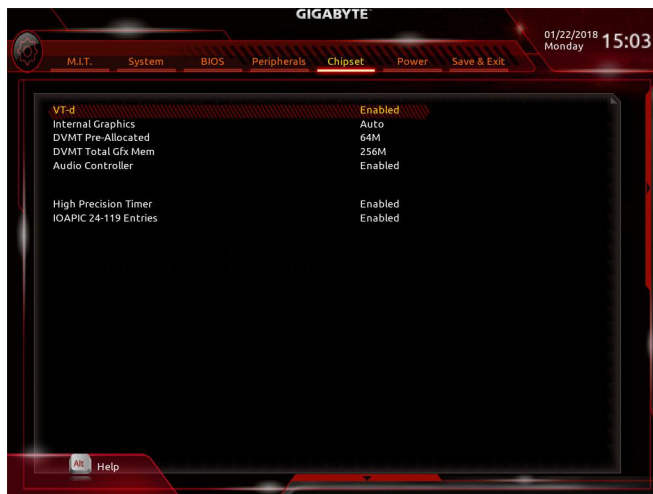 GIGABYTE™
01/22/2018 15:03
Monday
M.I.T. System BIOS Peripherals Chipset Power Save & Exit
VT-d Enabled
Internal Graphics Auto
DVMT Pre-Allocated 64M
DVMT Total Gfx Mem 256M
Audio Controller Enabled
High Precision Timer Enabled
IOAPIC 24-119 Entries Enabled
Alt Help